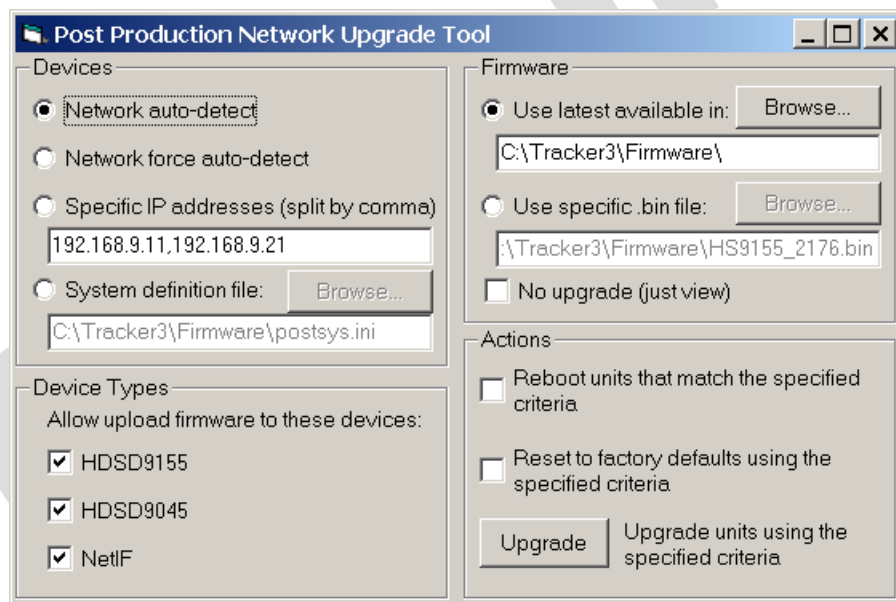 Post Production Network Upgrade Tool
Devices
Network auto-detect
Network force auto-detect
Specific IP addresses (split by comma)
192.168.9.11,192.168.9.21
System definition file:
Browse...
C:\Tracker3\Firmware\postsys.ini
Device Types
Allow upload firmware to these devices:
HDSD9155
HDSD9045
NetIF
Firmware
Use latest available in:
Browse...
C:\Tracker3\Firmware\
Use specific .bin file:
Browse...
:\Tracker3\Firmware\HS9155_2176.bin
No upgrade (just view)
Actions
Reboot units that match the specified
criteria
Reset to factory defaults using the
specified criteria
Upgrade
Upgrade units using the
specified criteria